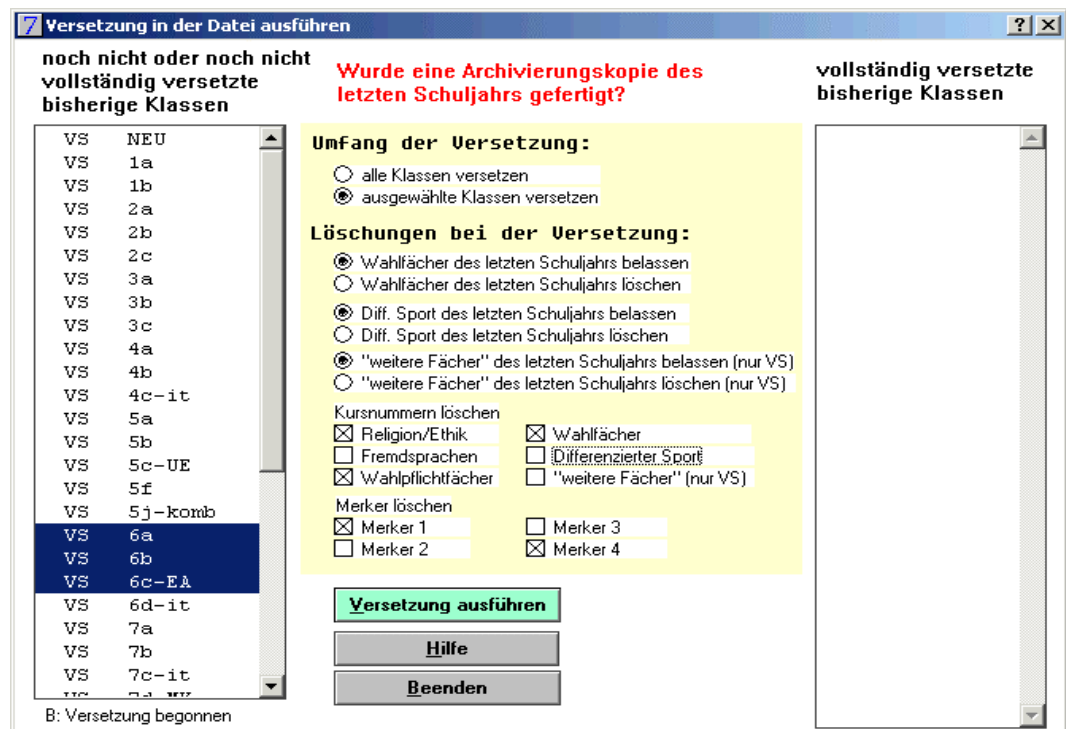 Versetzung in der Datei ausführen
noch nicht oder noch nicht
vollständig versetzte
bisherige Klassen
VS NEU
VS 1a
VS 1b
VS 2a
VS 2b
VS 2c
VS 3a
VS 3b
VS 3c
VS 4a
VS 4b
VS 4c-it
VS 5a
VS 5b
VS 5c-UE
VS 5f
VS 5j-komb
VS 6a
VS 6b
VS 6c-EA
VS 6d-it
VS 7a
VS 7b
VS 7c-it
B: Versetzung begonnen
Wurde eine Archivierungskopie des
letzten Schuljahrs gefertigt?
Umfang der Versetzung:
alle Klassen versetzen
ausgewählte Klassen versetzen
Löschungen bei der Versetzung:
Wahlfächer des letzten Schuljahrs belassen
Wahlfächer des letzten Schuljahrs löschen
Diff. Sport des letzten Schuljahrs belassen
Diff. Sport des letzten Schuljahrs löschen
"weitere Fächer" des letzten Schuljahrs belassen (nur VS)
"weitere Fächer" des letzten Schuljahrs löschen (nur VS)
Kursnummern löschen
Religion/Ethik Wahlfächer
Fremdsprachen Differenzierter Sport
Wahlpflichtfächer "weitere Fächer" (nur VS)
Merker löschen
Merker 1 Merker 3
Merker 2 Merker 4
Versetzung ausführen
Hilfe
Beenden
vollständig versetzte
bisherige Klassen